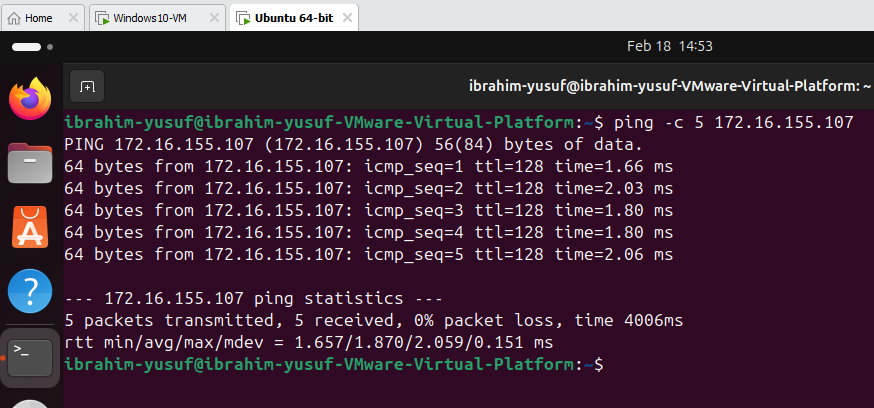 Home
Windows10-VM
Ubuntu 64-bit
Feb 18 14:53
ibrahim-yusuf@ibrahim-yusuf-VMware-Virtual-Platform: ~
ibrahim-yusuf@ibrahim-yusuf-VMware-Virtual-Platform:~$ ping -c 5 172.16.155.107
PING 172.16.155.107 (172.16.155.107) 56(84) bytes of data.
64 bytes from 172.16.155.107: icmp_seq=1 ttl=128 time=1.66 ms
64 bytes from 172.16.155.107: icmp_seq=2 ttl=128 time=2.03 ms
64 bytes from 172.16.155.107: icmp_seq=3 ttl=128 time=1.80 ms
64 bytes from 172.16.155.107: icmp_seq=4 ttl=128 time=1.80 ms
64 bytes from 172.16.155.107: icmp_seq=5 ttl=128 time=2.06 ms
--- 172.16.155.107 ping statistics ---
5 packets transmitted, 5 received, 0% packet loss, time 4006ms
rtt min/avg/max/mdev = 1.657/1.870/2.059/0.151 ms
ibrahim-yusuf@ibrahim-yusuf-VMware-Virtual-Platform:~$